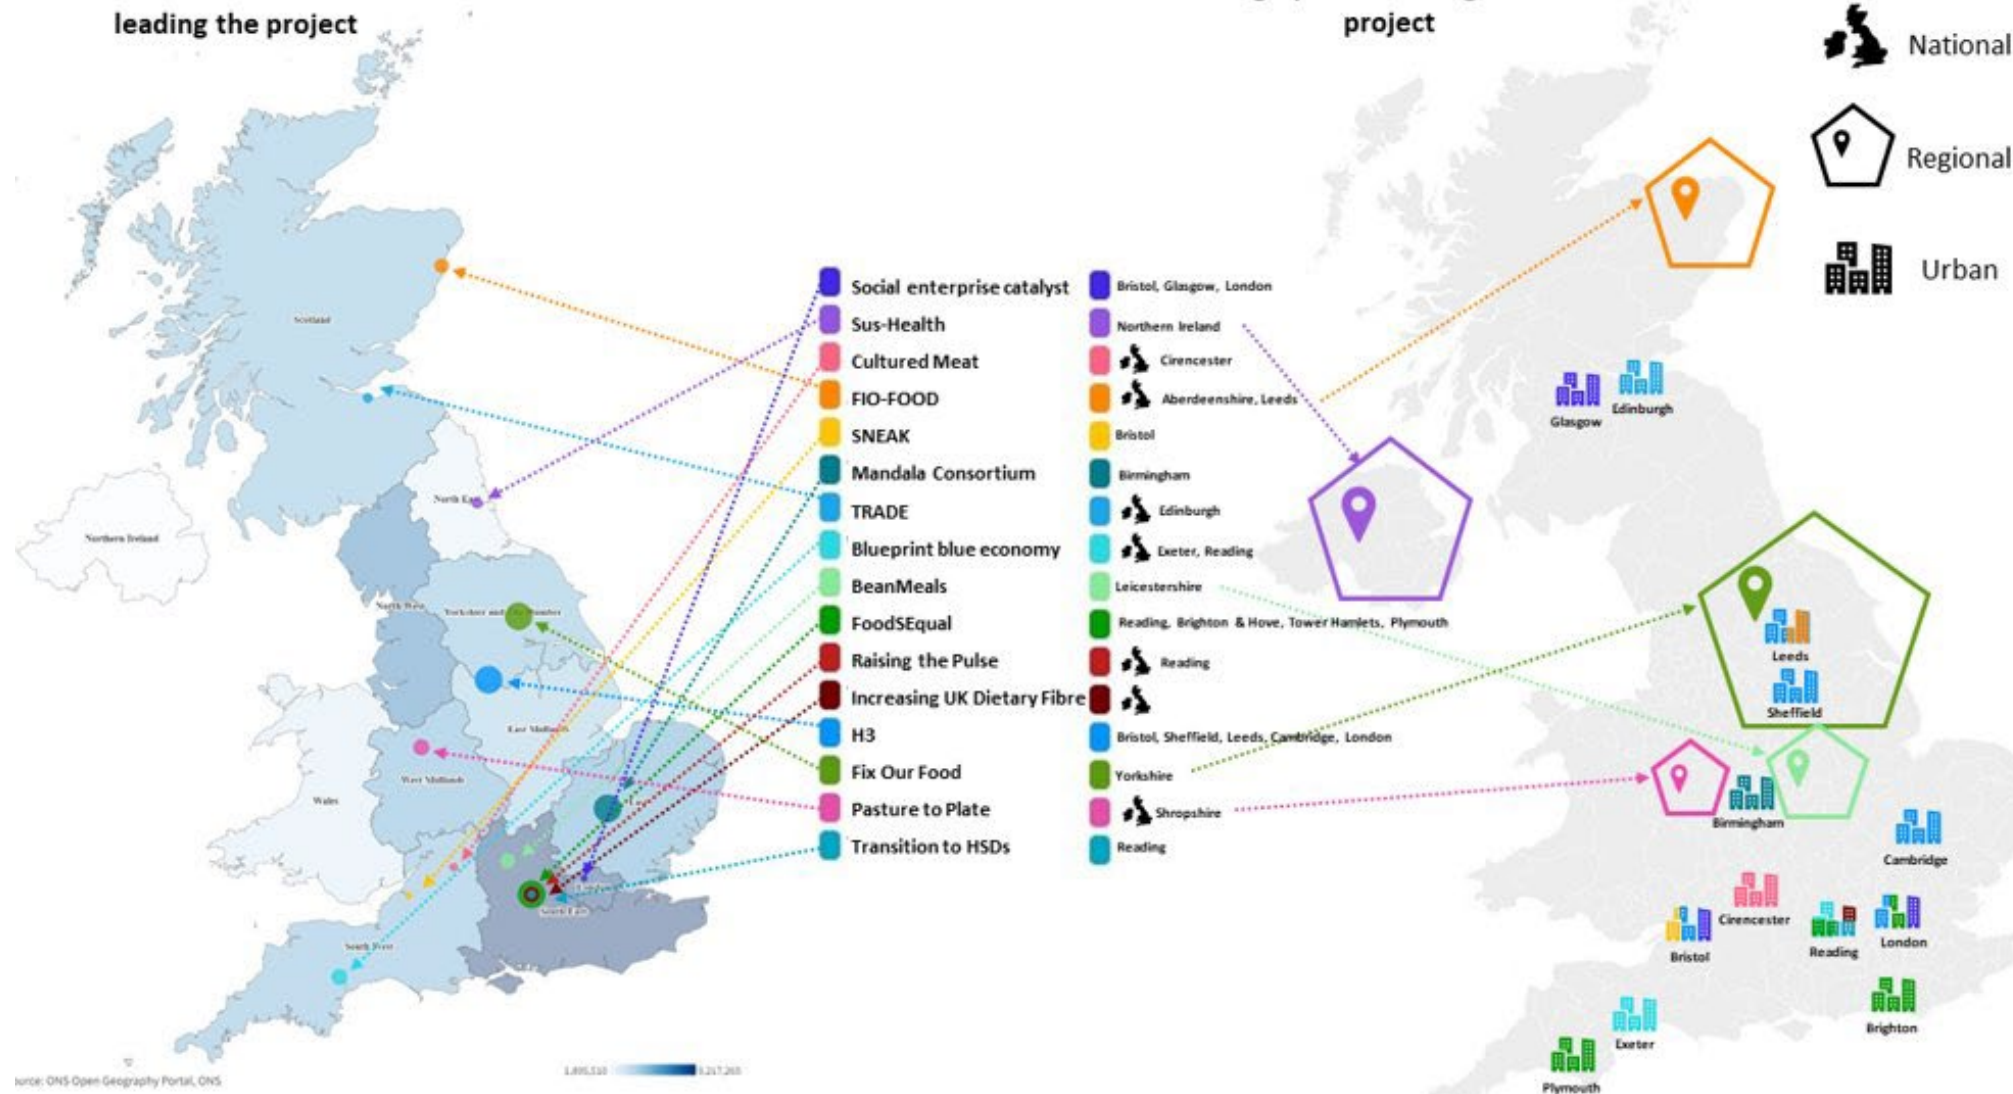 leading the project
project
National
Regional
Urban
Scotland
Northern Ireland
North East
North West
Yorkshire and
East Midlands
West Midlands
Wales
London
South East
South West
Social enterprise catalyst
Sus-Health
Cultured Meat
FIO-FOOD
SNEAK
Mandala Consortium
TRADE
Blueprint blue economy
BeanMeals
FoodSEqual
Raising the Pulse
Increasing UK Dietary Fibre
H3
Fix Our Food
Pasture to Plate
Transition to HSDs
Bristol, Glasgow, London
Northern Ireland
Cirencester
Aberdeenshire, Leeds
Bristol
Birmingham
Edinburgh
Exeter, Reading
Leicestershire
Reading, Brighton & Hove, Tower Hamlets, Plymouth
Reading
Bristol, Sheffield, Leeds, Cambridge, London
Yorkshire
Shropshire
Reading
Glasgow
Edinburgh
Leeds
Sheffield
Birmingham
Cambridge
Cirencester
Bristol
Reading
London
Brighton
Exeter
Plymouth
ource: ONS Open Geography Portal, ONS